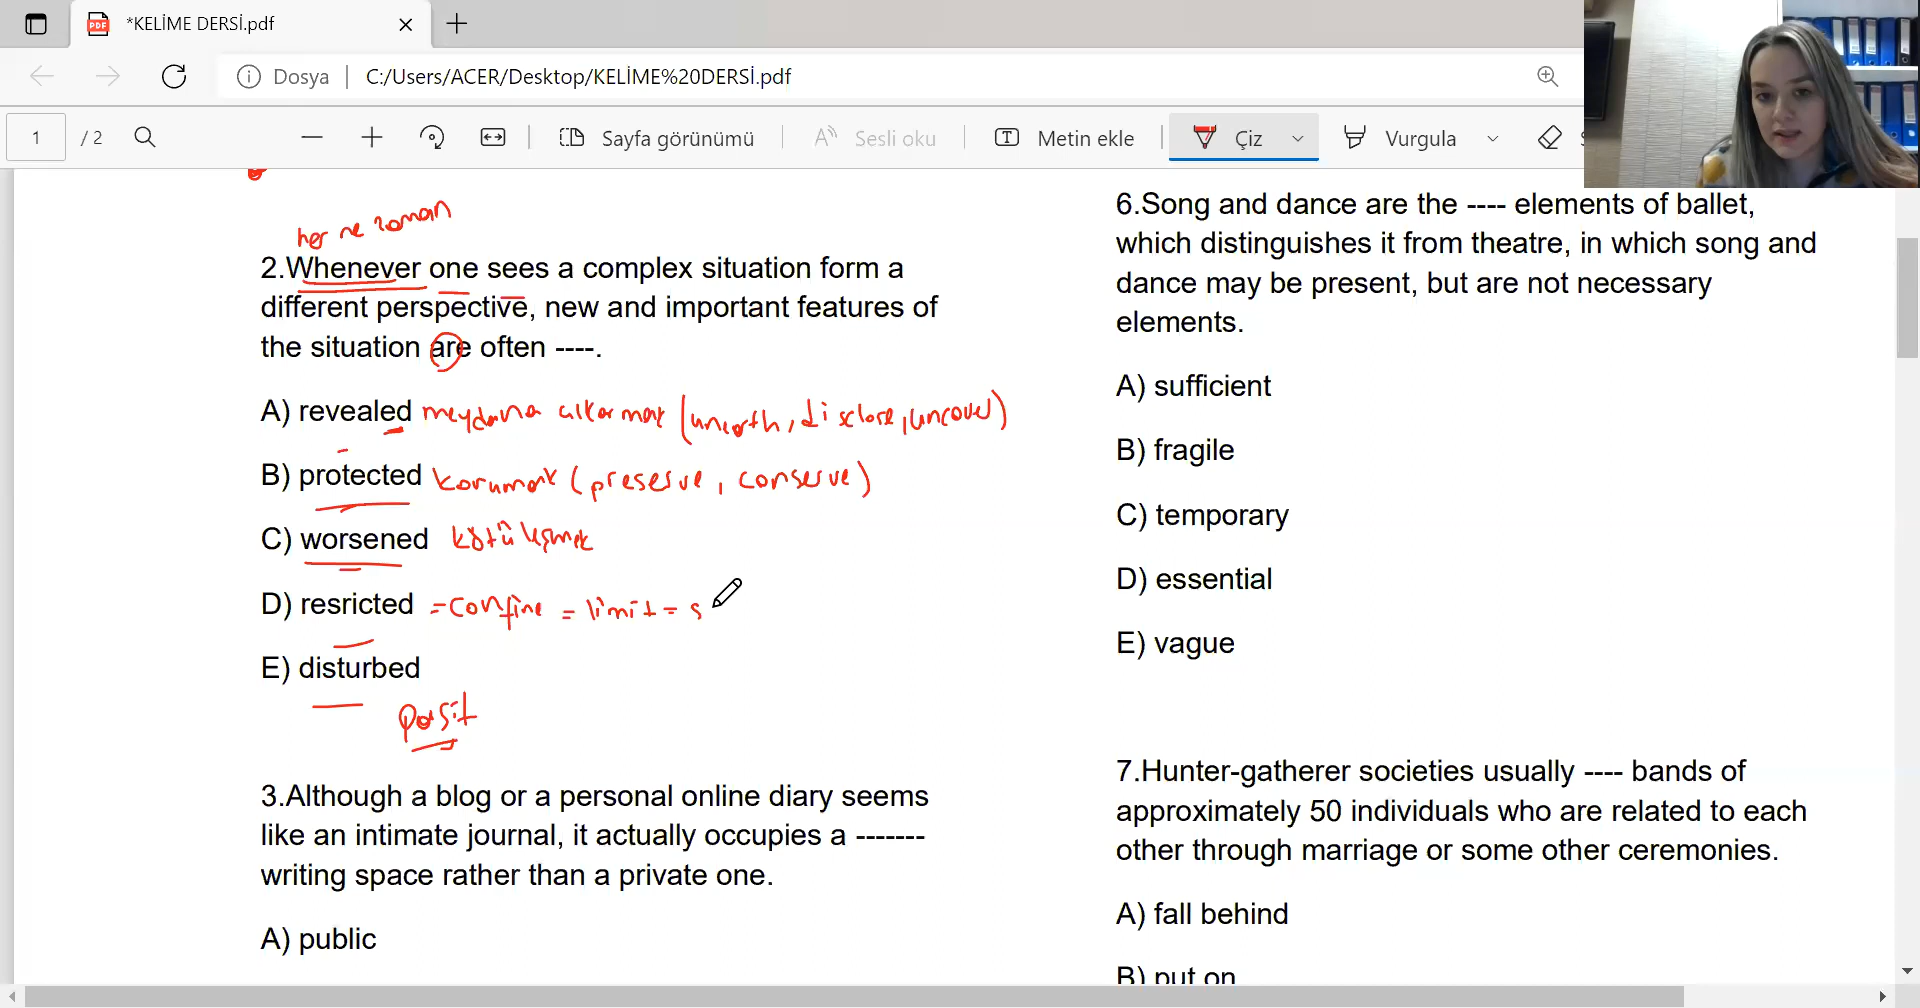 *KELİME DERSİ.pdf
Dosya | C:/Users/ACER/Desktop/KELİME%20DERSİ.pdf
1 / 2 Sayfa görünümü Sesli oku Metin ekle Çiz Vurgula
her ne zaman
2.Whenever one sees a complex situation form a
different perspective, new and important features of
the situation are often ----.
A) revealed meydana çıkarmak (unearth, disclose, uncover)
B) protected korumak (preserve, conserve)
C) worsened kötüleşmek
D) resricted =confine = limit = s
E) disturbed
pasif
3.Although a blog or a personal online diary seems
like an intimate journal, it actually occupies a -------
writing space rather than a private one.
A) public
6.Song and dance are the ---- elements of ballet,
which distinguishes it from theatre, in which song and
dance may be present, but are not necessary
elements.
A) sufficient
B) fragile
C) temporary
D) essential
E) vague
7.Hunter-gatherer societies usually ---- bands of
approximately 50 individuals who are related to each
other through marriage or some other ceremonies.
A) fall behind
B) put on